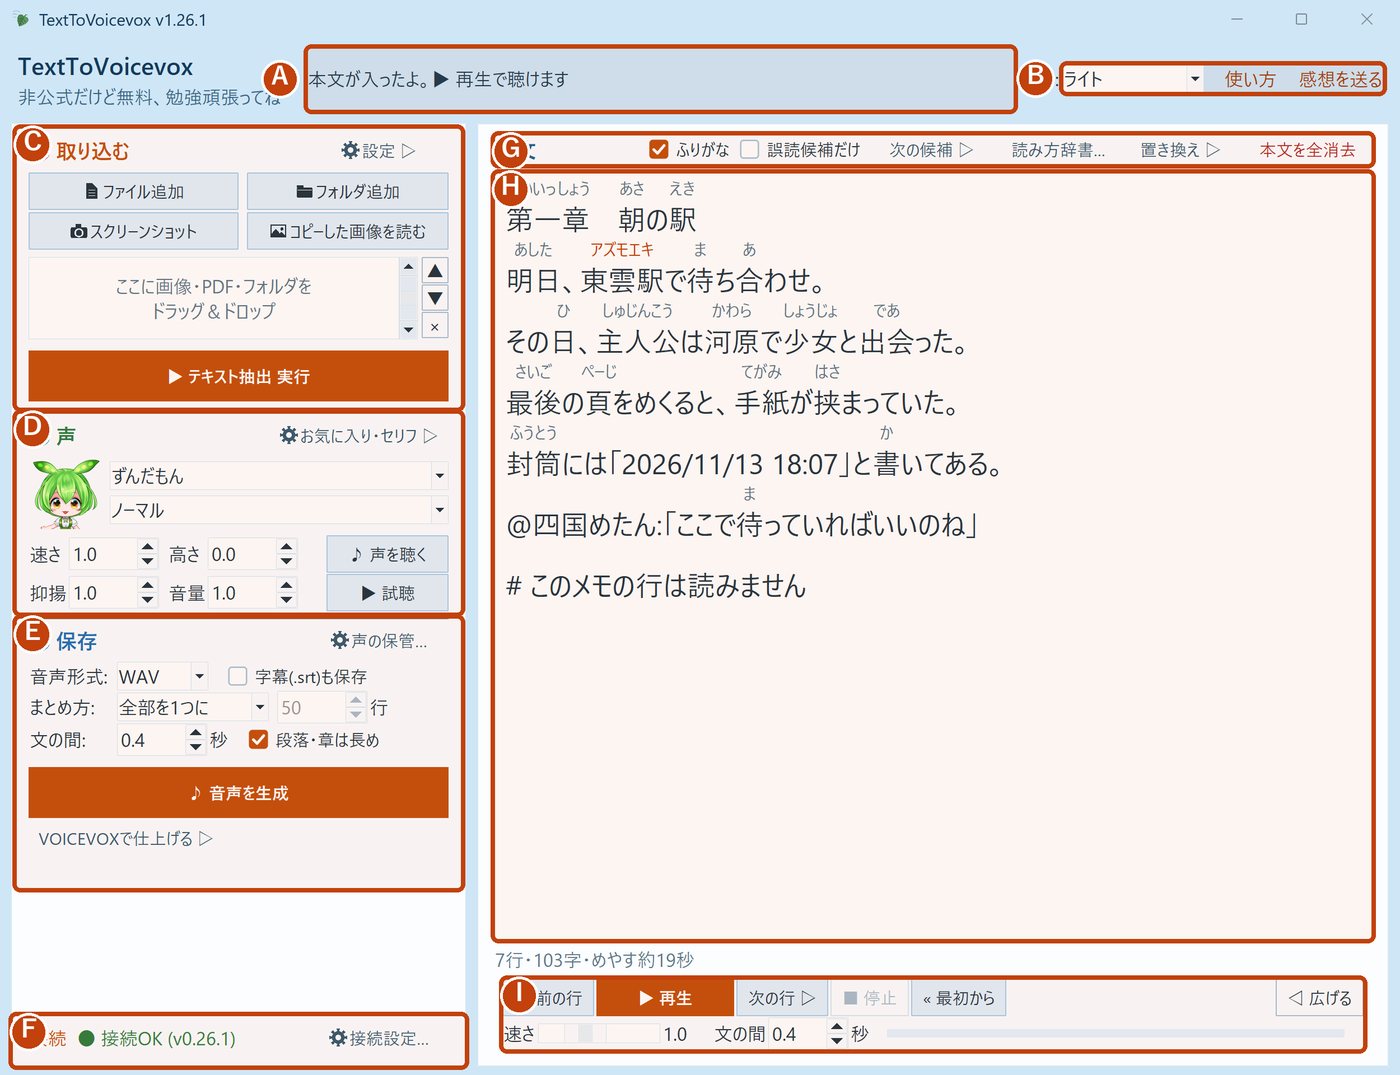 TextToVoicevox v1.26.1
TextToVoicevox
非公式だけど無料、勉強頑張ってね
A
本文が入ったよ。▶ 再生で聴けます
B
: ライト 使い方 感想を送る
C 取り込む 設定 ▷
ファイル追加 フォルダ追加
スクリーンショット コピーした画像を読む
ここに画像・PDF・フォルダを
ドラッグ＆ドロップ
▲
▼
×
▶ テキスト抽出 実行
D 声 お気に入り・セリフ ▷
ずんだもん
ノーマル
速さ 1.0 高さ 0.0 ♪ 声を聴く
抑揚 1.0 音量 1.0 ▶ 試聴
E 保存 声の保管...
音声形式: WAV 字幕(.srt)も保存
まとめ方: 全部を1つに 50 行
文の間: 0.4 秒 段落・章は長め
♪ 音声を生成
VOICEVOXで仕上げる ▷
F 続 接続OK (v0.26.1) 接続設定...
G ふりがな 誤読候補だけ 次の候補 ▷ 読み方辞書... 置き換え ▷ 本文を全消去
H いっしょう あさ えき
第一章 朝の駅
あした アズモエキ ま あ
明日、東雲駅で待ち合わせ。
ひ しゅじんこう かわら しょうじょ であ
その日、主人公は河原で少女と出会った。
さいご ぺーじ てがみ はさ
最後の頁をめくると、手紙が挟まっていた。
ふうとう か
封筒には「2026/11/13 18:07」と書いてある。
ま
@四国めたん:「ここで待っていればいいのね」
# このメモの行は読みません
7行・103字・めやす約19秒
I 前の行 ▶ 再生 次の行 ▷ ■ 停止 « 最初から ◁ 広げる
速さ 1.0 文の間 0.4 秒